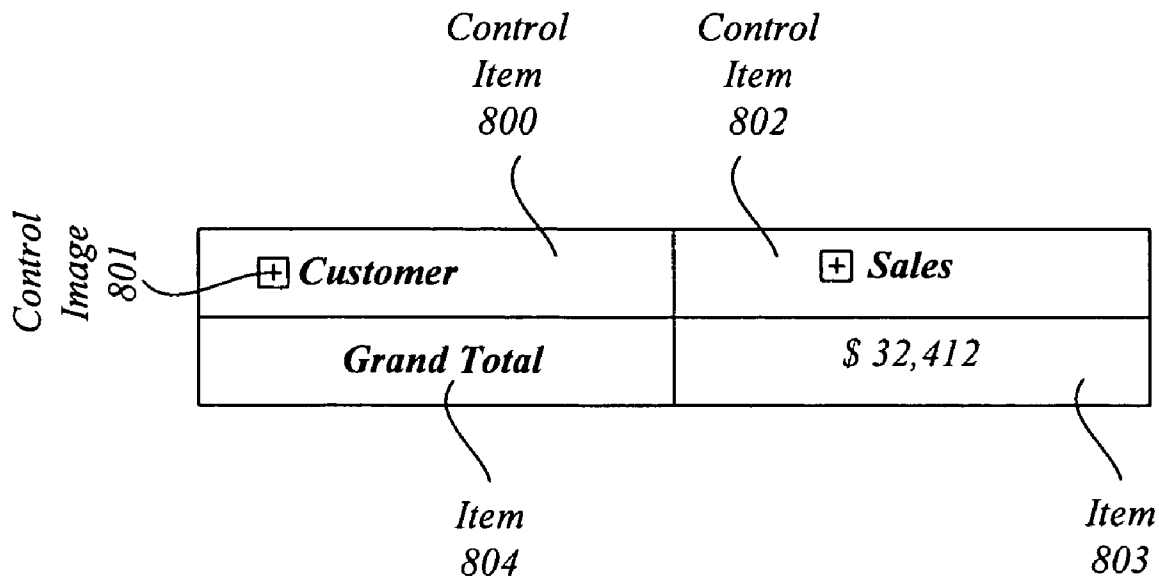 Control
Item
800
Control
Item
802
Control
Image
801
+ Customer
+ Sales
Grand Total
$ 32,412
Item
804
Item
803